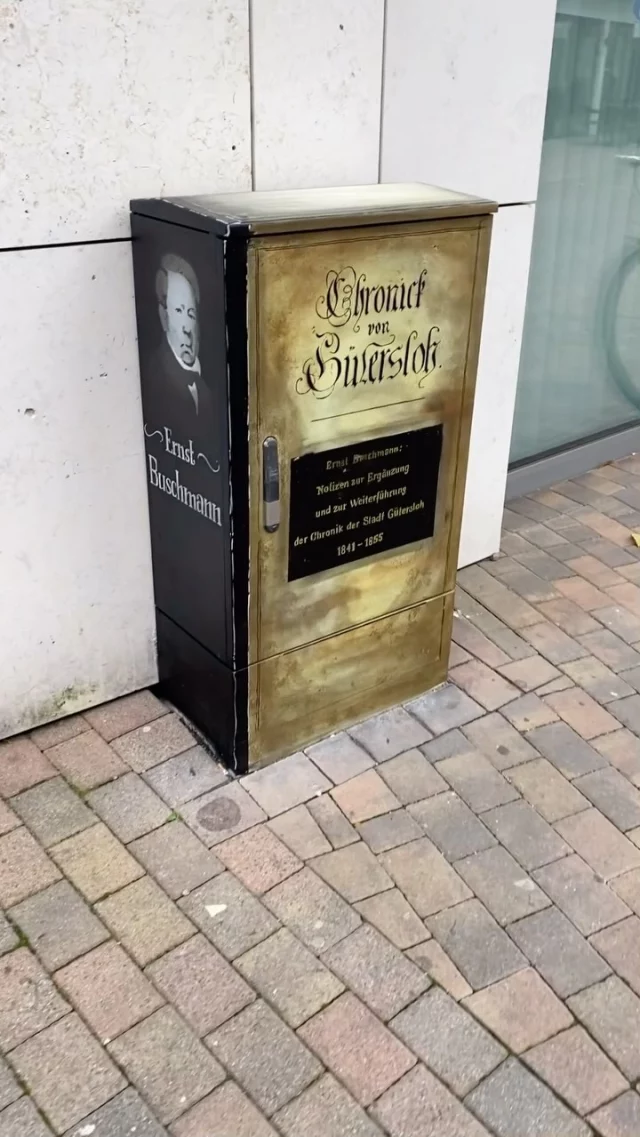 Ernst
Buschmann
Chronick
von
Gütersloh
Ernst Buschmann:
Notizen zur Ergänzung
und zur Weiterführung
der Chronik der Stadt Gütersloh
1841 - 1855